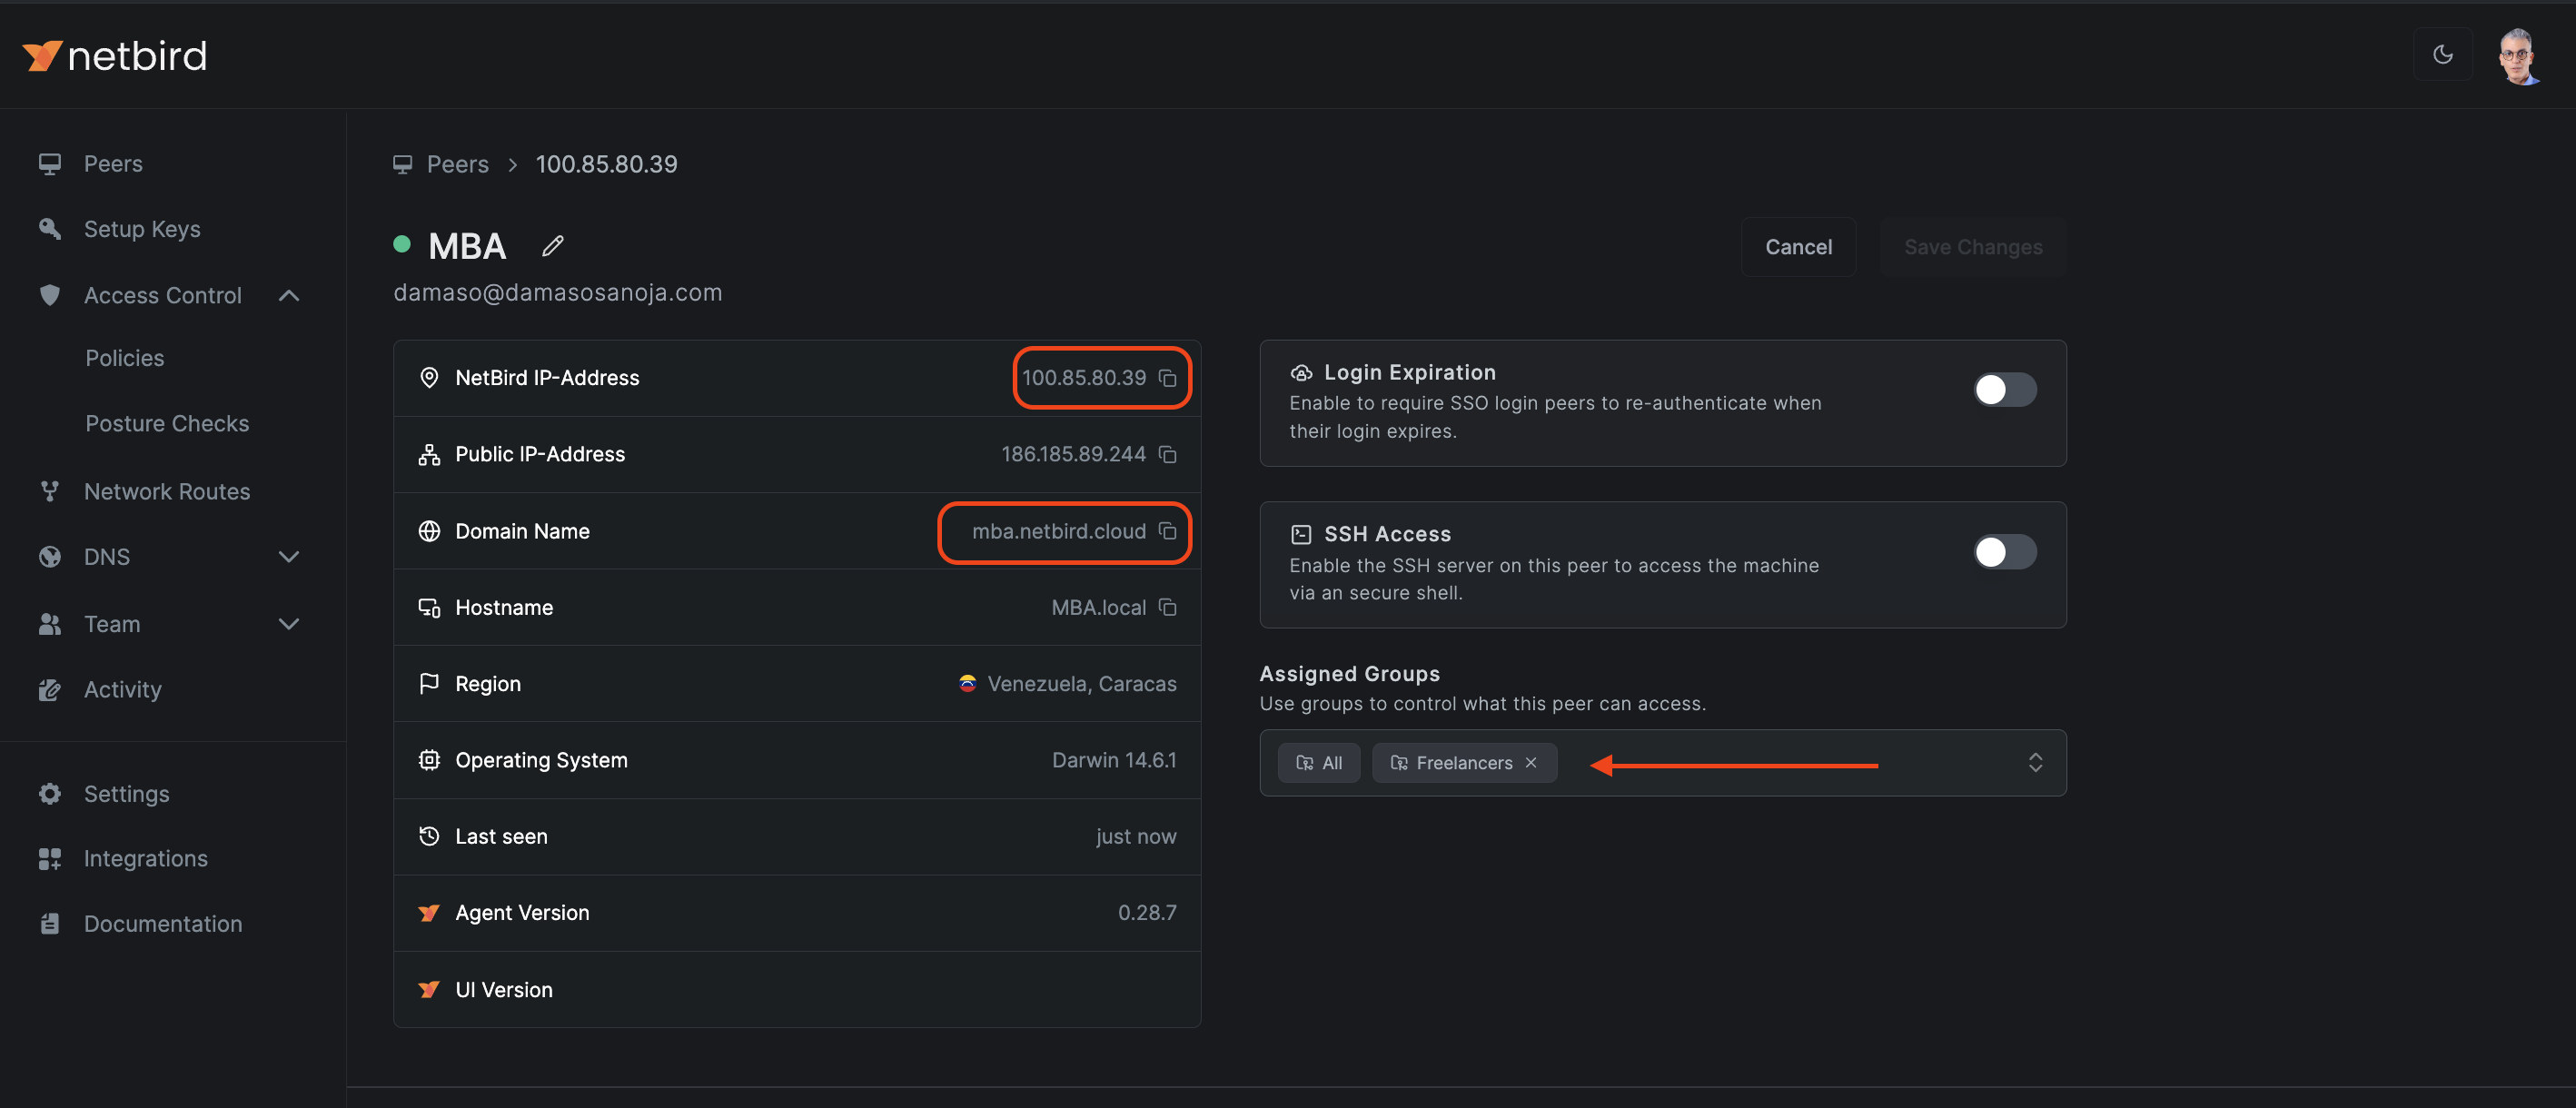 netbird
Peers
Setup Keys
Access Control
Policies
Posture Checks
Network Routes
DNS
Team
Activity
Settings
Integrations
Documentation
Peers > 100.85.80.39
MBA
damaso@damasosanoja.com
Cancel
Save Changes
NetBird IP-Address 100.85.80.39
Public IP-Address 186.185.89.244
Domain Name mba.netbird.cloud
Hostname MBA.local
Region Venezuela, Caracas
Operating System Darwin 14.6.1
Last seen just now
Agent Version 0.28.7
UI Version
Login Expiration
Enable to require SSO login peers to re-authenticate when
their login expires.
SSH Access
Enable the SSH server on this peer to access the machine
via an secure shell.
Assigned Groups
Use groups to control what this peer can access.
All Freelancers